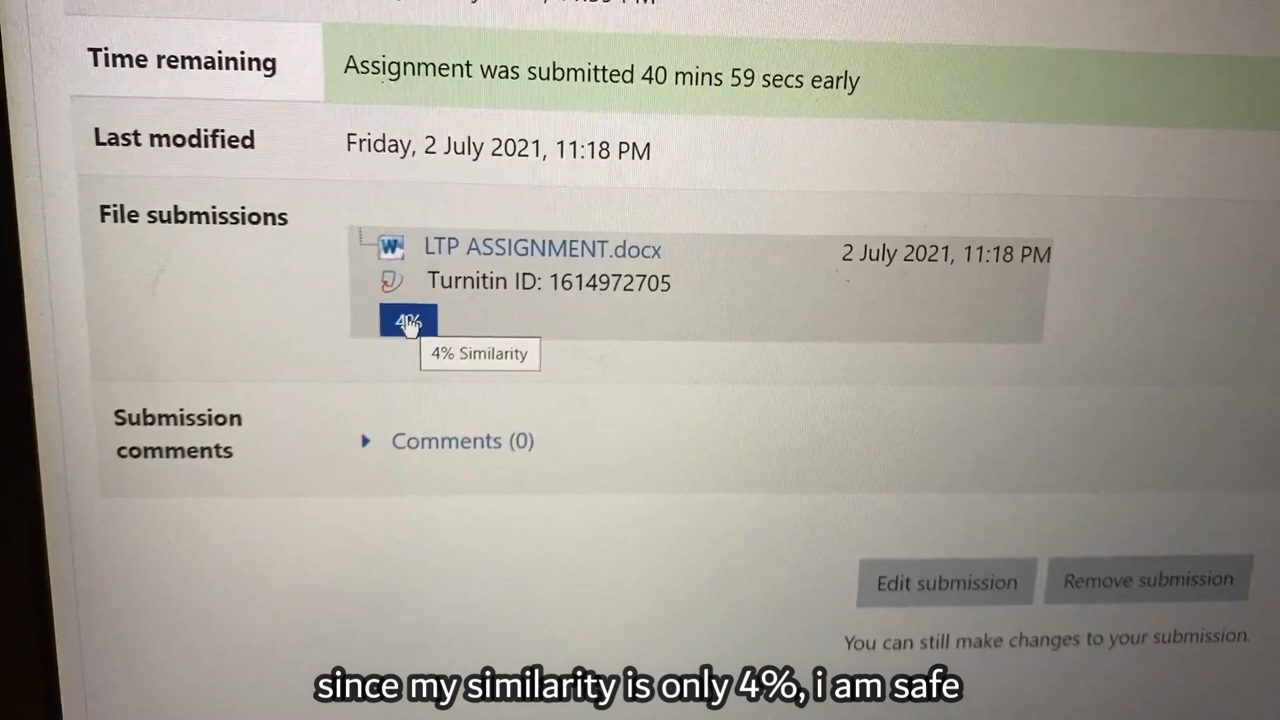 Time remaining
Assignment was submitted 40 mins 59 secs early
Last modified
Friday, 2 July 2021, 11:18 PM
File submissions
LTP ASSIGNMENT.docx
2 July 2021, 11:18 PM
Turnitin ID: 1614972705
4%
4% Similarity
Submission
comments
Comments (0)
Edit submission
Remove submission
You can still make changes to your submission.
since my similarity is only 4%, i am safe